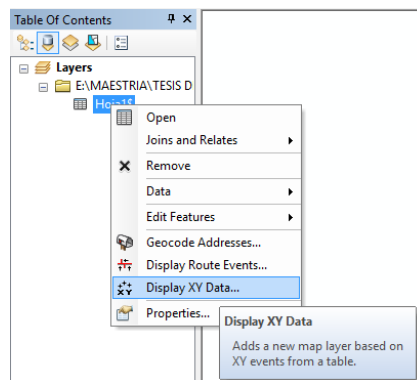 Table Of Contents
Layers
E:\MAESTRIA\TESIS D
Hoja1$
Open
Joins and Relates
Remove
Data
Edit Features
Geocode Addresses...
Display Route Events...
Display XY Data...
Properties...
Display XY Data
Adds a new map layer based on
XY events from a table.